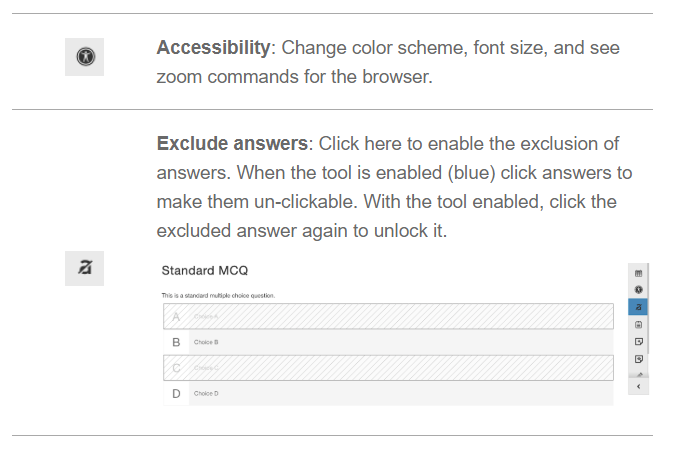 Accessibility: Change color scheme, font size, and see
zoom commands for the browser.
Exclude answers: Click here to enable the exclusion of
answers. When the tool is enabled (blue) click answers to
make them un-clickable. With the tool enabled, click the
excluded answer again to unlock it.
Standard MCQ
This is a standard multiple choice question.
A Choice A
B Choice B
C Choice C
D Choice D